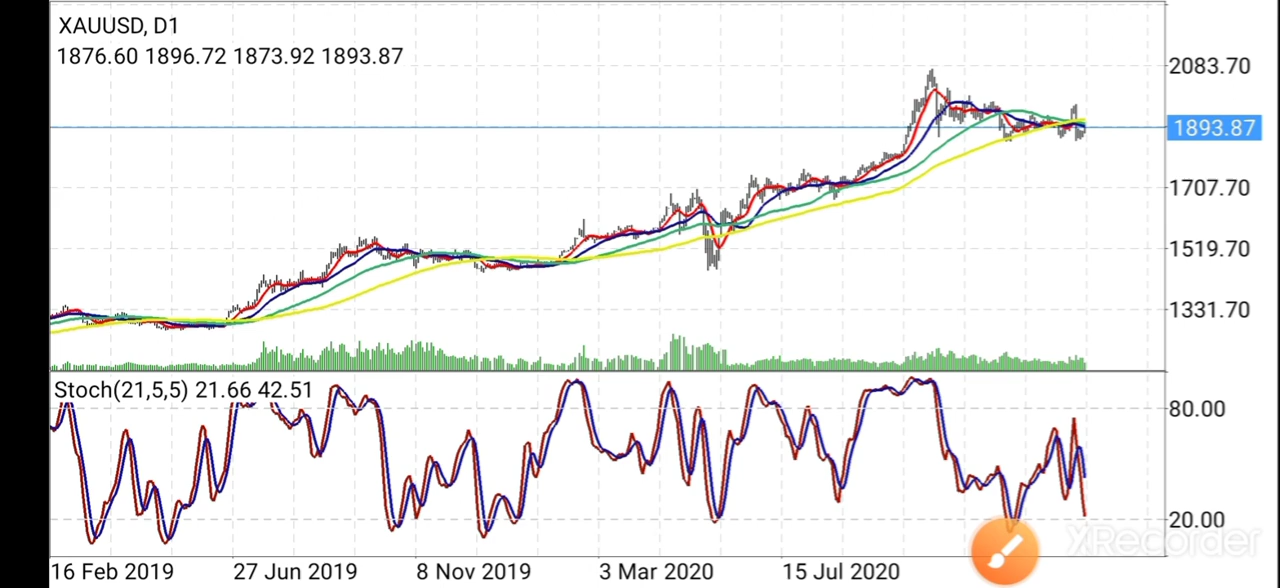 XAUUSD, D1
1876.60 1896.72 1873.92 1893.87
2083.70
1893.87
1707.70
1519.70
1331.70
Stoch(21,5,5) 21.66 42.51
80.00
20.00
XRecorder
16 Feb 2019 27 Jun 2019 8 Nov 2019 3 Mar 2020 15 Jul 2020